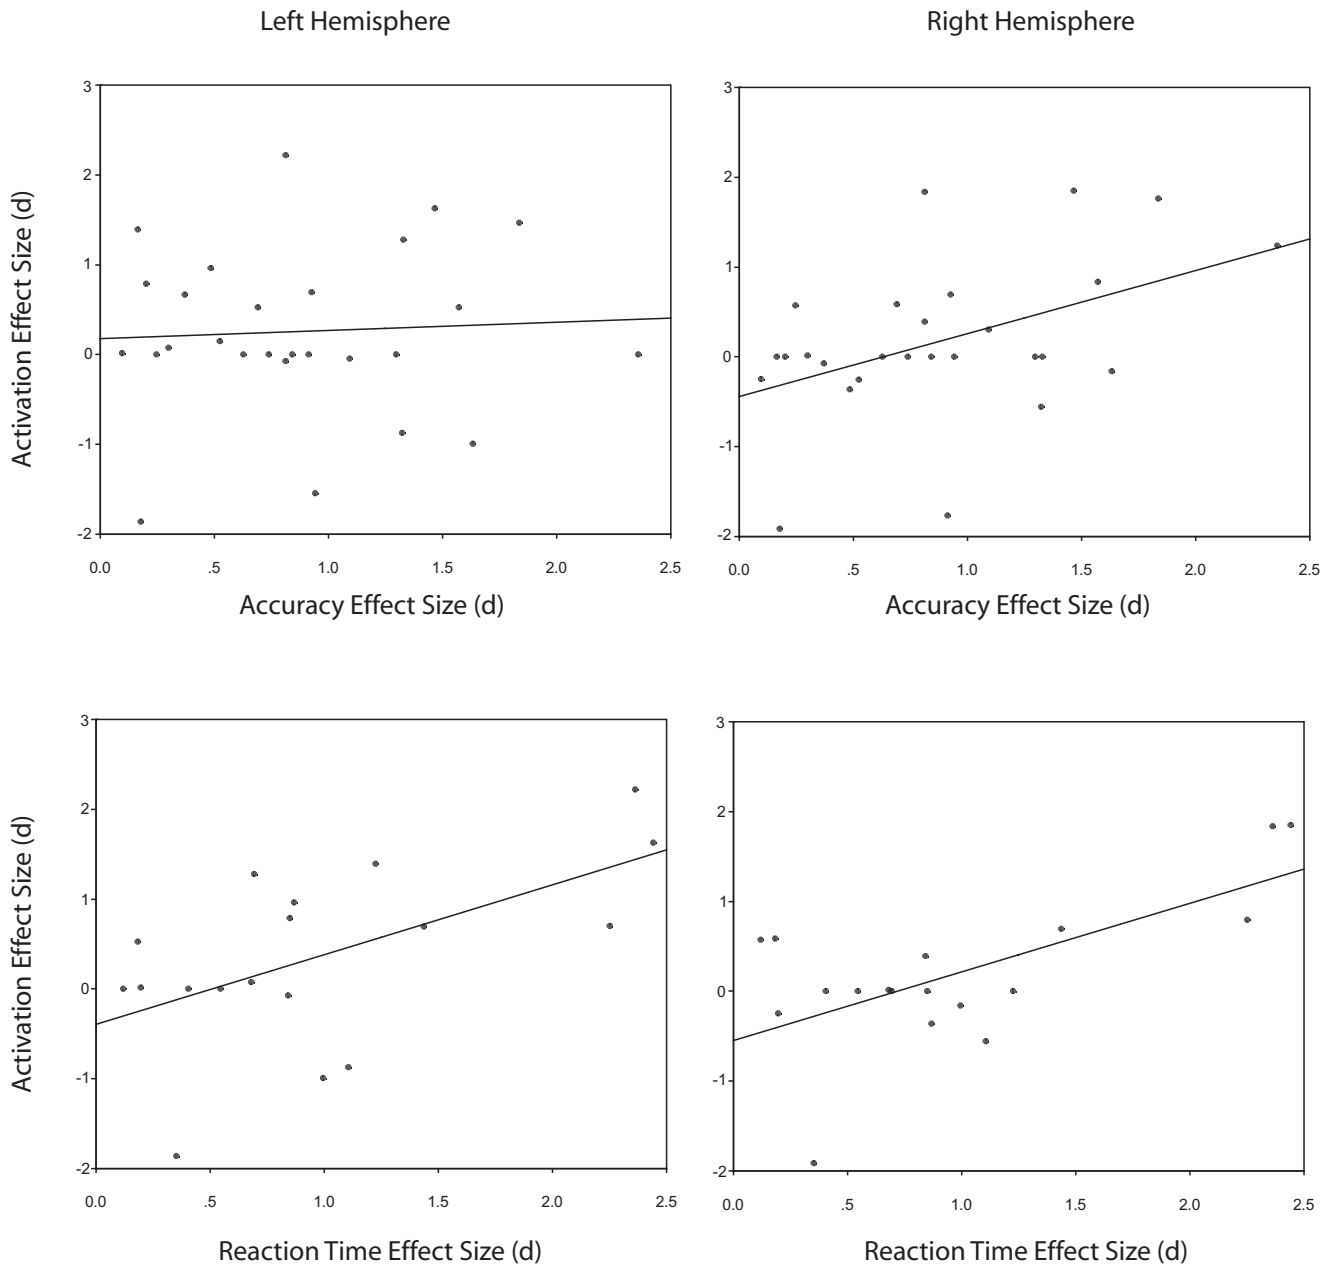 Left Hemisphere
Right Hemisphere
Activation Effect Size (d)
3
2
1
0
-1
-2
0.0 .5 1.0 1.5 2.0 2.5
Accuracy Effect Size (d)
3
2
1
0
-1
-2
0.0 .5 1.0 1.5 2.0 2.5
Accuracy Effect Size (d)
Activation Effect Size (d)
3
2
1
0
-1
-2
0.0 .5 1.0 1.5 2.0 2.5
Reaction Time Effect Size (d)
3
2
1
0
-1
-2
0.0 .5 1.0 1.5 2.0 2.5
Reaction Time Effect Size (d)